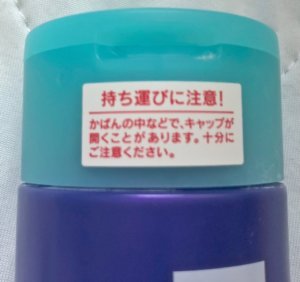 持ち運びに注意!
かばんの中などで、キャップが
開くことがあります。十分に
ご注意ください。